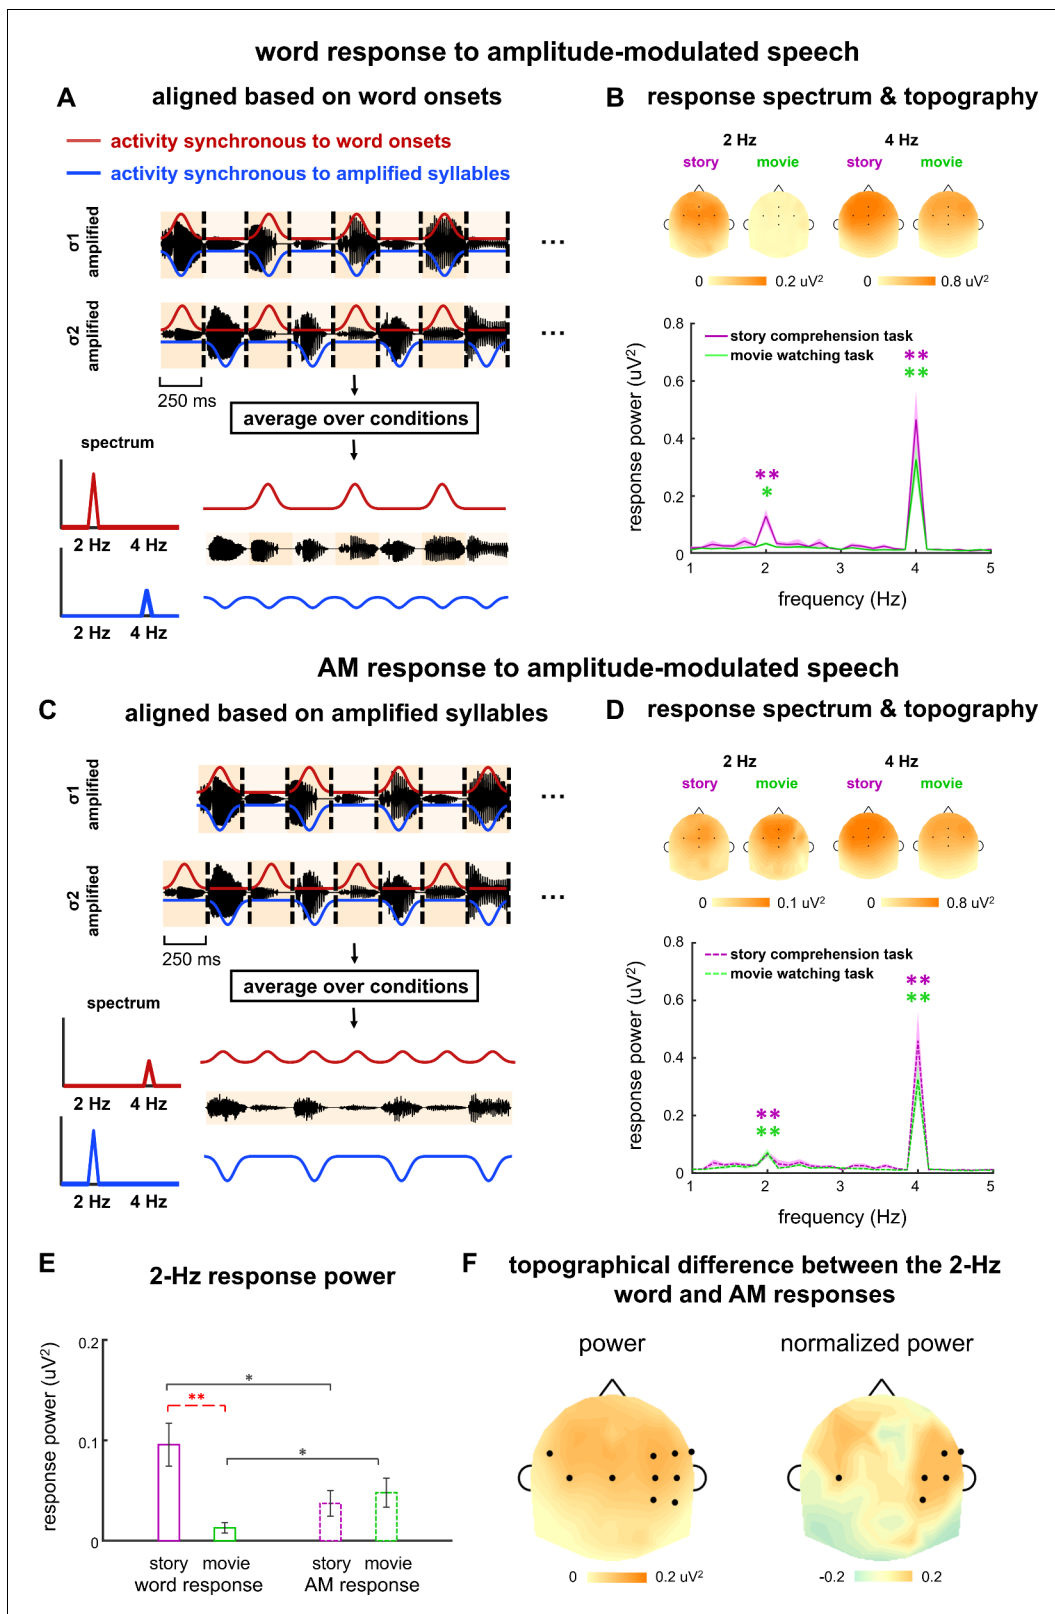 word response to amplitude-modulated speech
A aligned based on word onsets
activity synchronous to word onsets
activity synchronous to amplified syllables
σ1 amplified
...
σ2 amplified
...
250 ms
average over conditions
spectrum
2 Hz 4 Hz
2 Hz 4 Hz
B response spectrum & topography
2 Hz 4 Hz
story movie story movie
0 0.2 uV² 0 0.8 uV²
story comprehension task
movie watching task
response power (uV²)
0.8
0.6
0.4
0.2
0
** 
**
**
*
1 2 3 4 5
frequency (Hz)
AM response to amplitude-modulated speech
C aligned based on amplified syllables
σ1 amplified
...
σ2 amplified
...
250 ms
average over conditions
spectrum
2 Hz 4 Hz
2 Hz 4 Hz
D response spectrum & topography
2 Hz 4 Hz
story movie story movie
0 0.1 uV² 0 0.8 uV²
story comprehension task
movie watching task
response power (uV²)
0.8
0.6
0.4
0.2
0
**
**
**
**
1 2 3 4 5
frequency (Hz)
E 2-Hz response power
response power (uV²)
0.2
0.1
0
*
**
*
story movie story movie
word response AM response
F topographical difference between the 2-Hz
word and AM responses
power normalized power
0 0.2 uV² -0.2 0.2